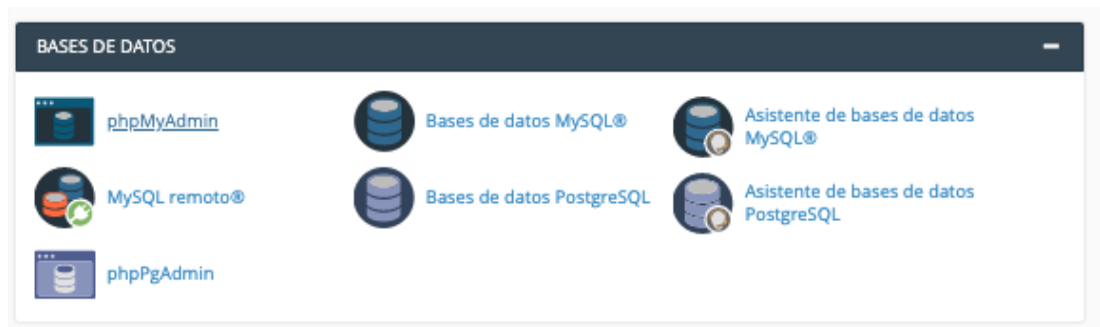 BASES DE DATOS
phpMyAdmin
Bases de datos MySQL®
Asistente de bases de datos
MySQL®
MySQL remoto®
Bases de datos PostgreSQL
Asistente de bases de datos
PostgreSQL
phpPgAdmin